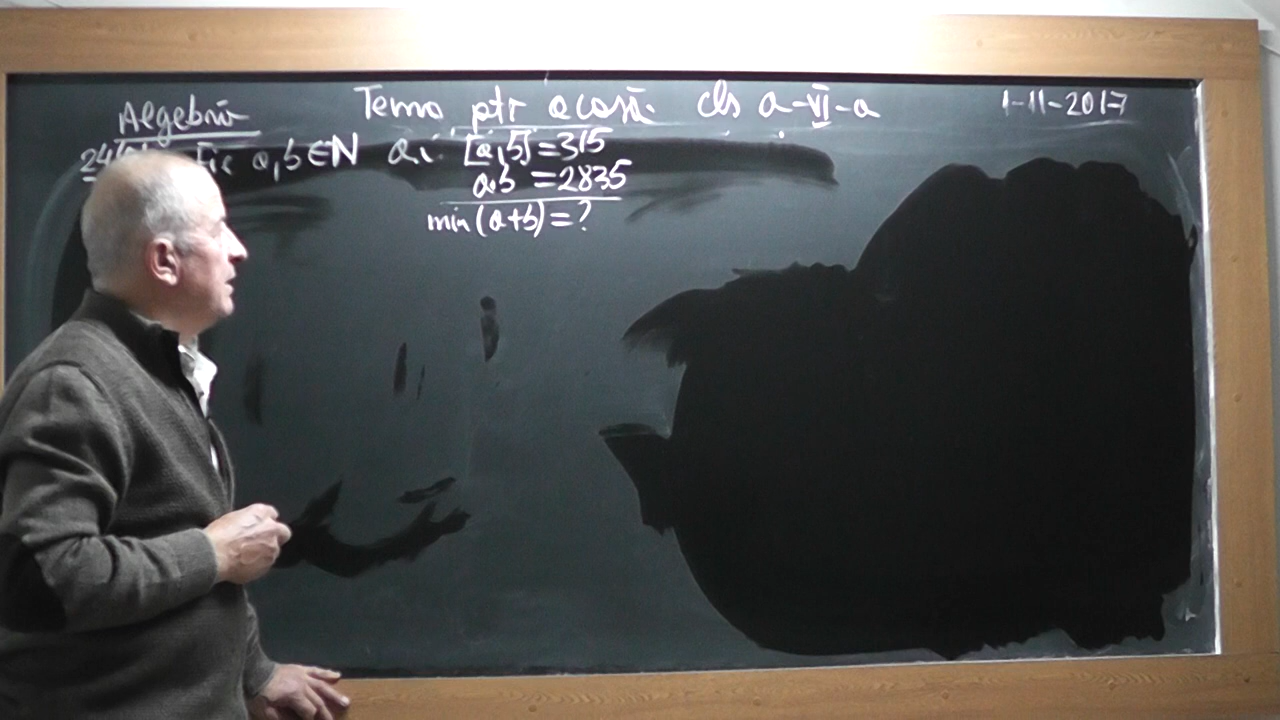 Algebră Temă ptr acasă. cls a-VI-a 1-11-2017
Fie a,b∈N a.i. [a,b]=315
a·b =2835
min(a+b)=?